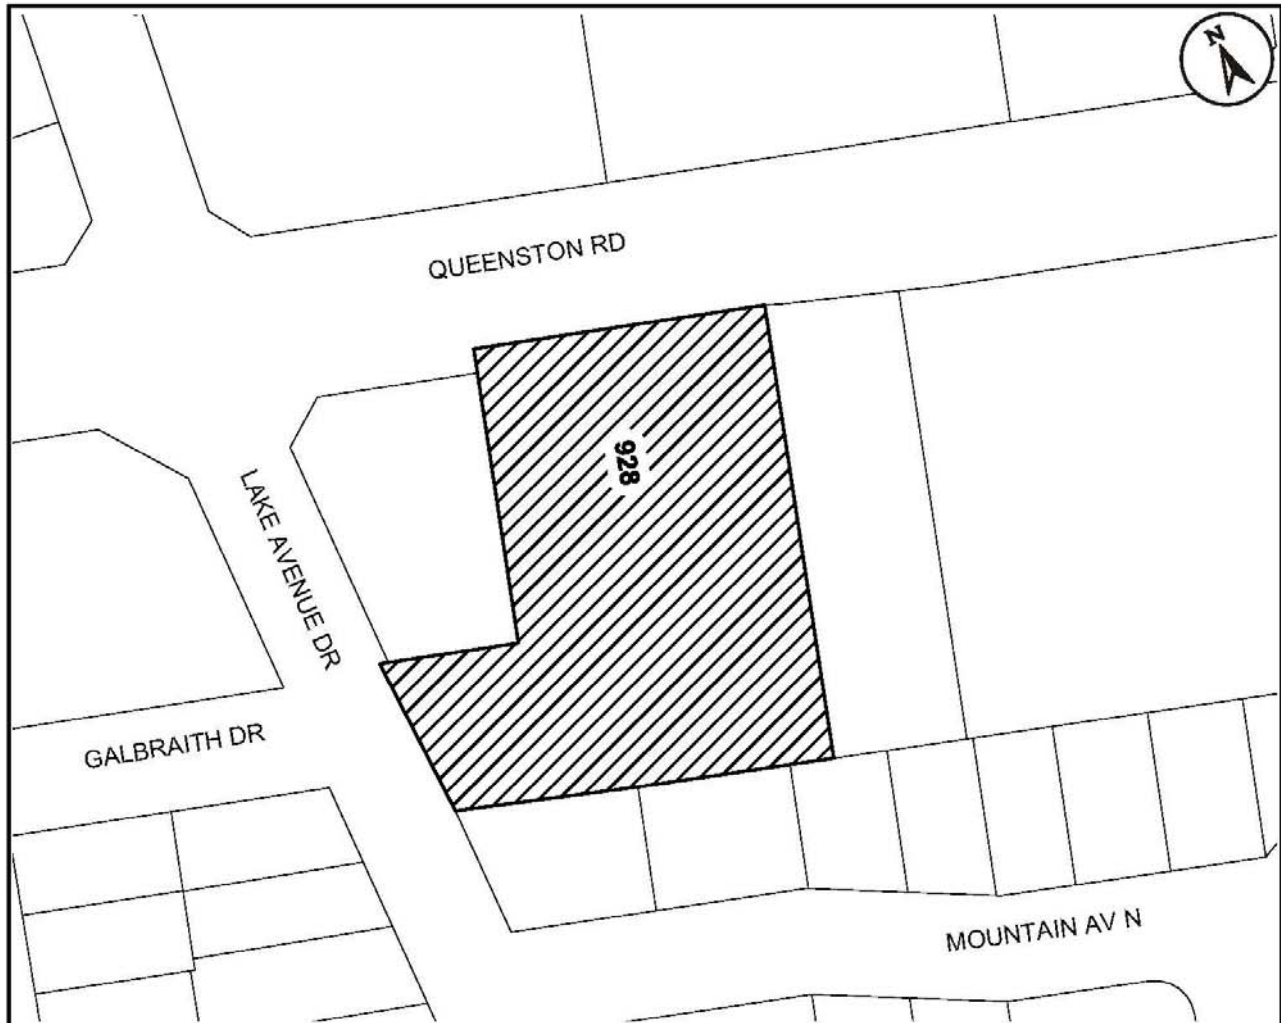 N
QUEENSTON RD
928
LAKE AVENUE DR
GALBRAITH DR
MOUNTAIN AV N